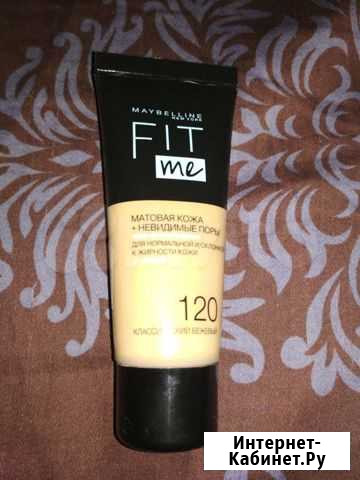 MAYBELLINE
NEW YORK
FIT
me
МАТОВАЯ КОЖА
+ НЕВИДИМЫЕ ПОРЫ
ДЛЯ НОРМАЛЬНОЙ И СКЛОННОЙ
К ЖИРНОСТИ КОЖИ
120
КЛАССИЧЕСКИЙ БЕЖЕВЫЙ
Интернет-
Кабинет.Ру